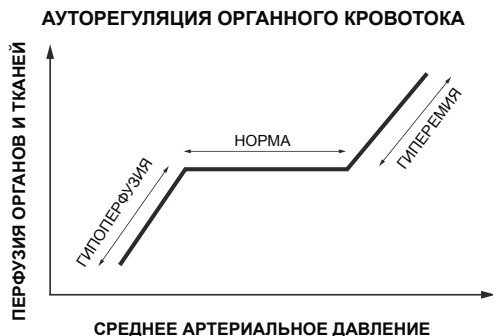 АУТОРЕГУЛЯЦИЯ ОРГАННОГО КРОВОТОКА
ПЕРФУЗИЯ ОРГАНОВ И ТКАНЕЙ
ГИПОПЕРФУЗИЯ
НОРМА
ГИПЕРЕМИЯ
СРЕДНЕЕ АРТЕРИАЛЬНОЕ ДАВЛЕНИЕ